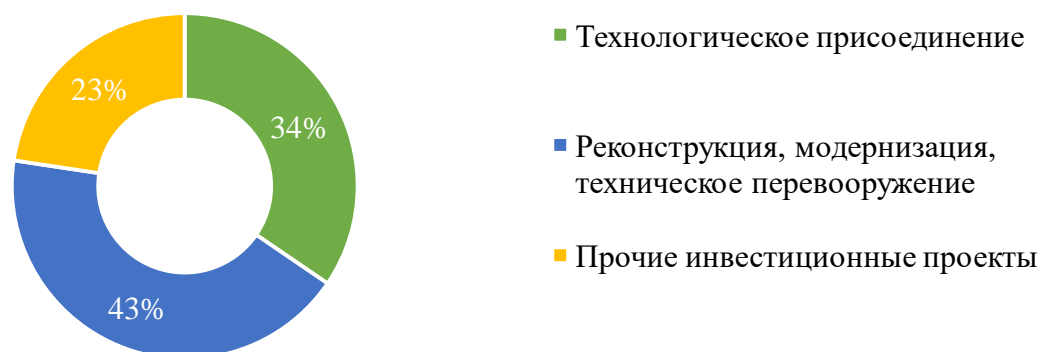 23%
34%
43%
Технологическое присоединение
Реконструкция, модернизация,
техническое перевооружение
Прочие инвестиционные проекты